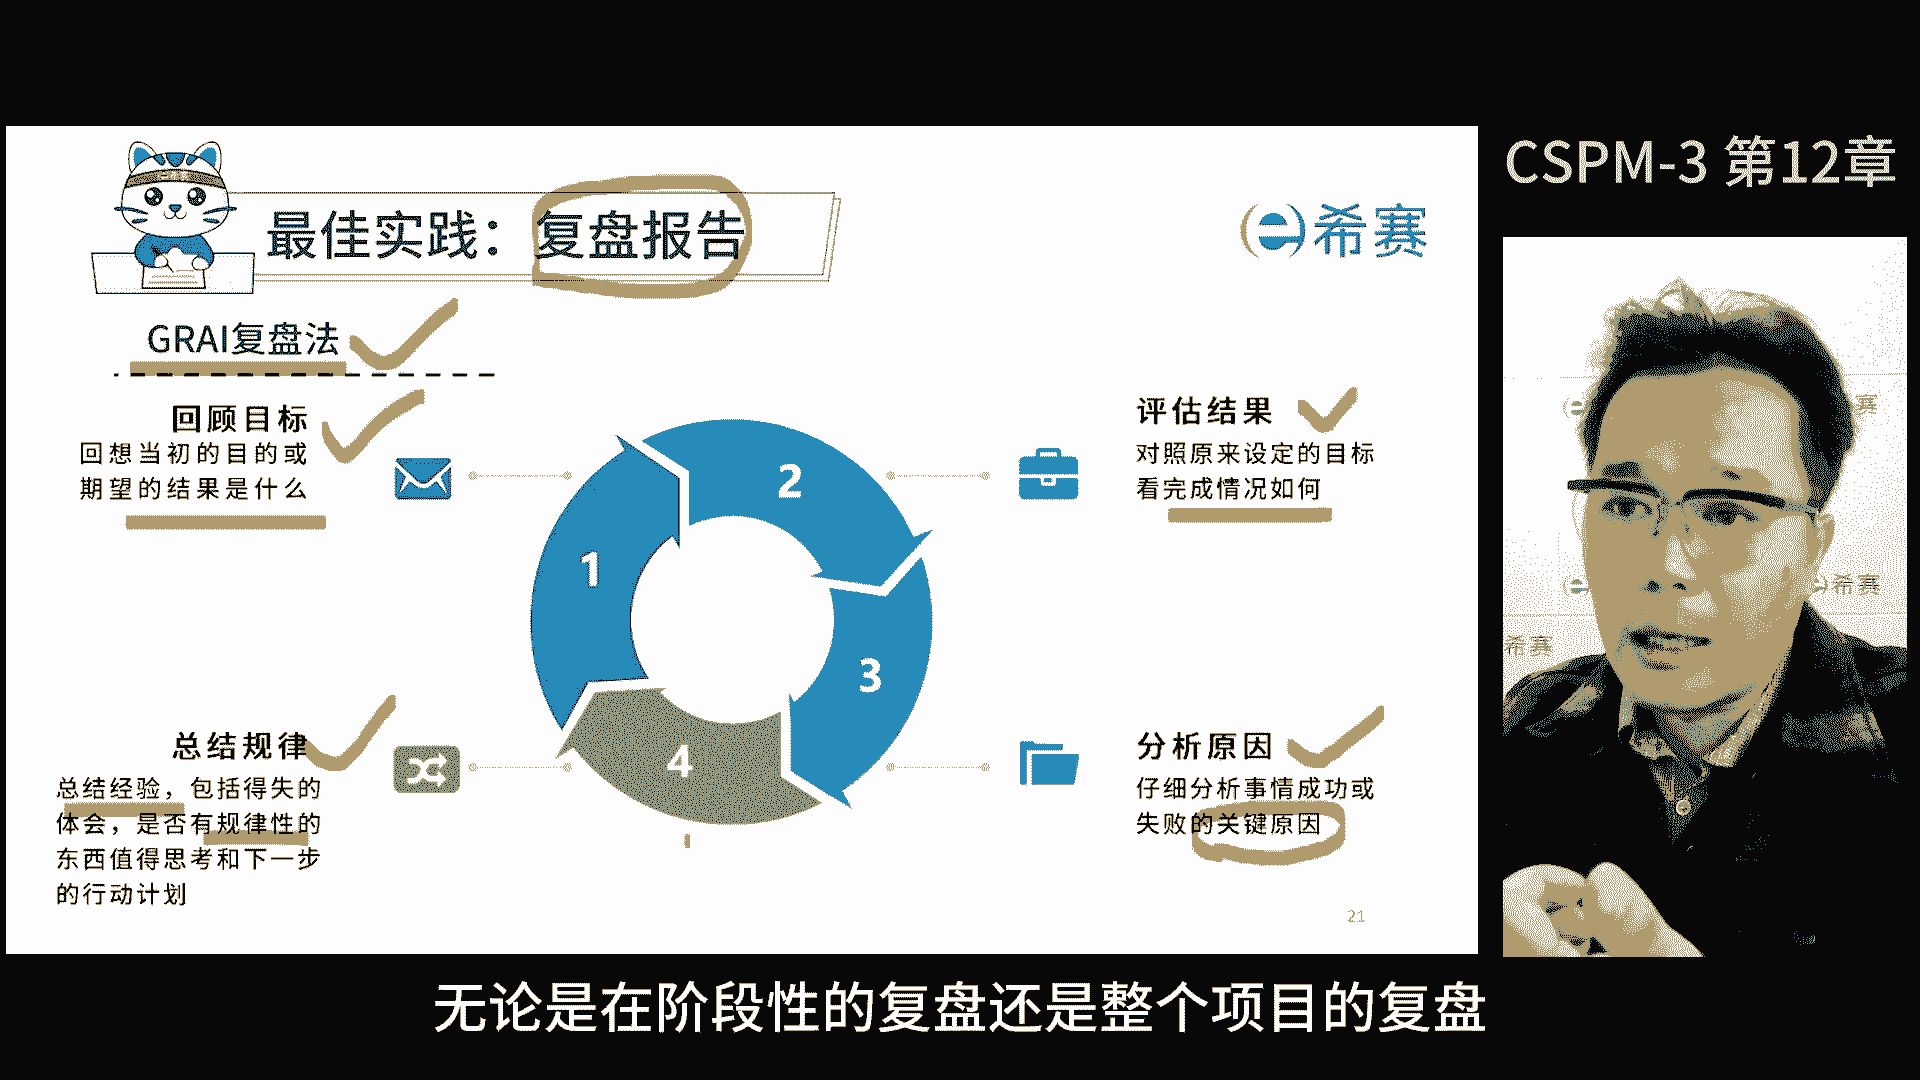 CSPM-3 第12章
最佳实践：复盘报告
e希赛
GRAI复盘法
回顾目标
回想当初的目的或
期望的结果是什么
评估结果
对照原来设定的目标
看完成情况如何
1
2
3
4
总结规律
总结经验，包括得失的
体会，是否有规律性的
东西值得思考和下一步
的行动计划
分析原因
仔细分析事情成功或
失败的关键原因
21
希赛
希赛
无论是在阶段性的复盘还是整个项目的复盘